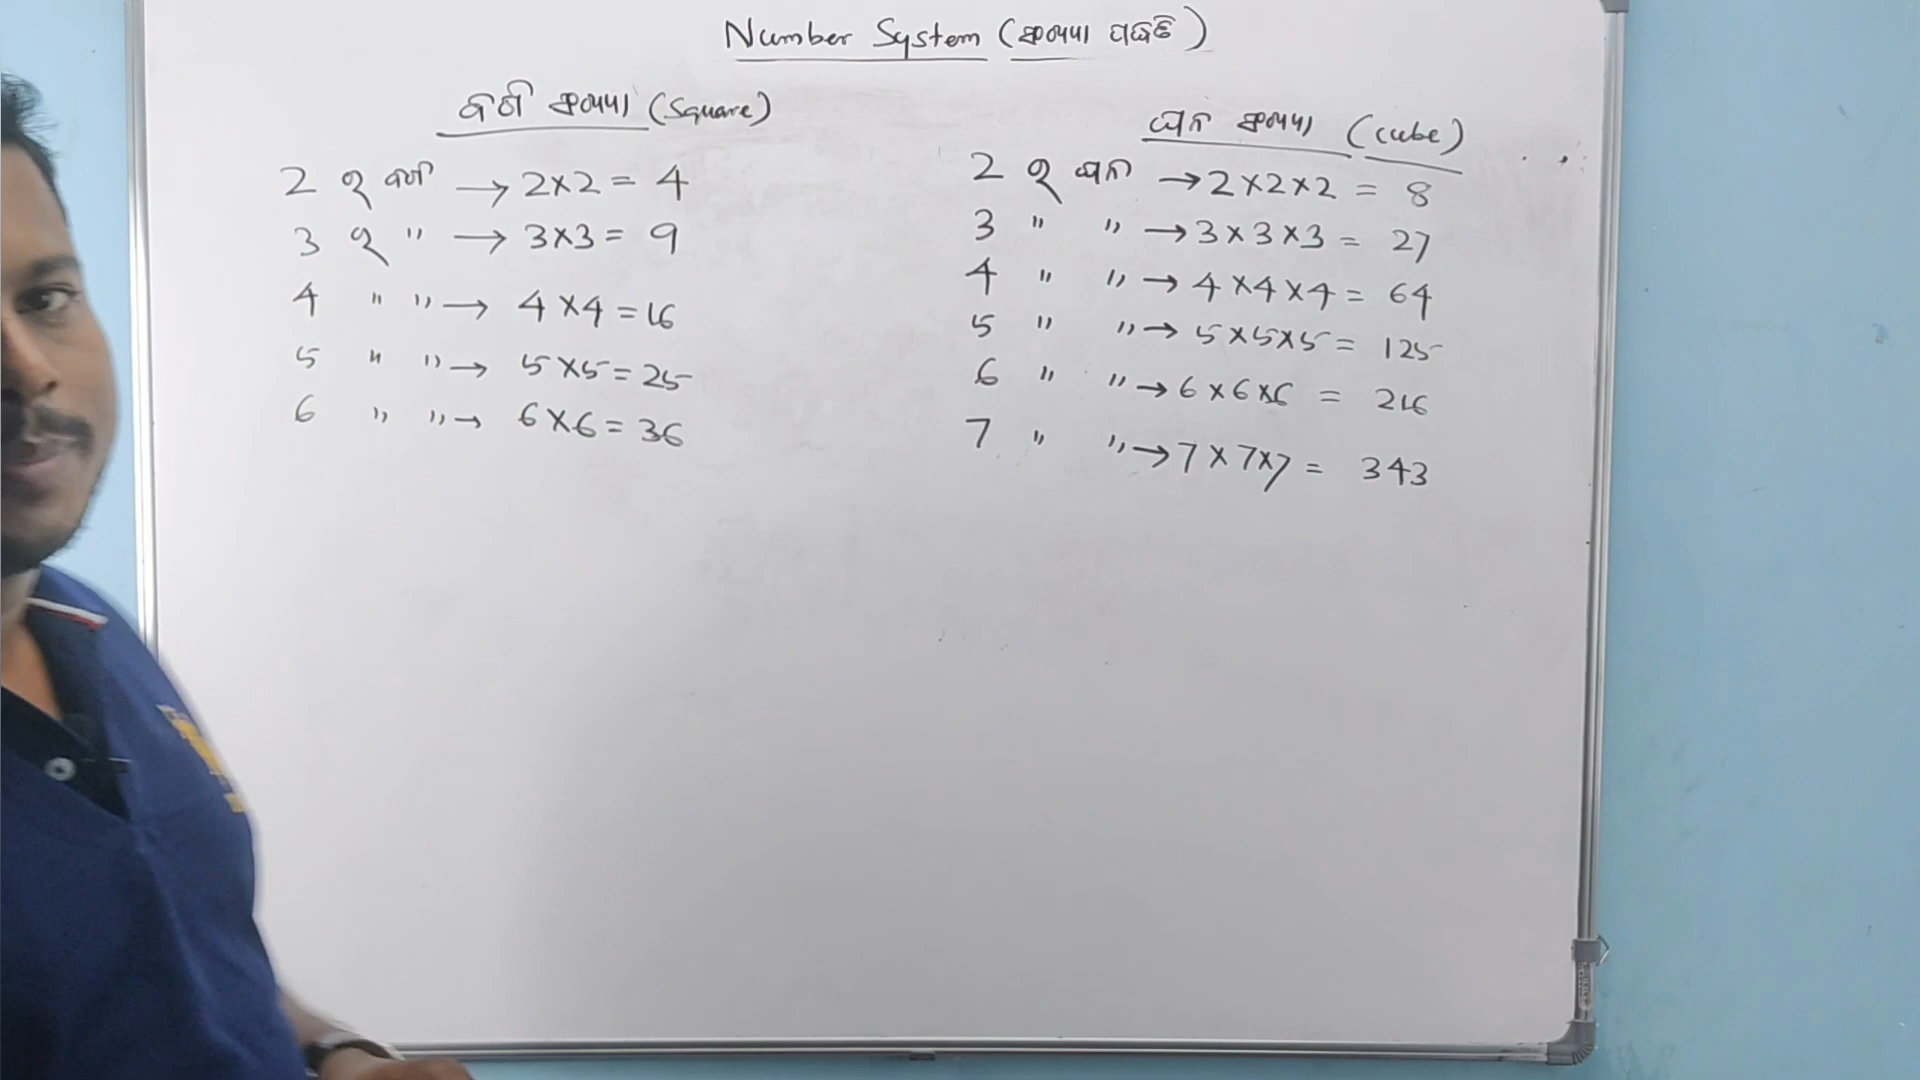 Number System (ସଂଖ୍ୟା ପଦ୍ଧତି)
ବର୍ଗ ସଂଖ୍ୟା (Square)
2 ର ବର୍ଗ → 2×2 = 4
3 ର " → 3×3 = 9
4 " " → 4×4 = 16
5 " " → 5×5 = 25
6 " " → 6×6 = 36
ଘନ ସଂଖ୍ୟା (cube)
2 ର ଘନ → 2×2×2 = 8
3 " " → 3×3×3 = 27
4 " " → 4×4×4 = 64
5 " " → 5×5×5 = 125
6 " " → 6×6×6 = 216
7 " " → 7×7×7 = 343